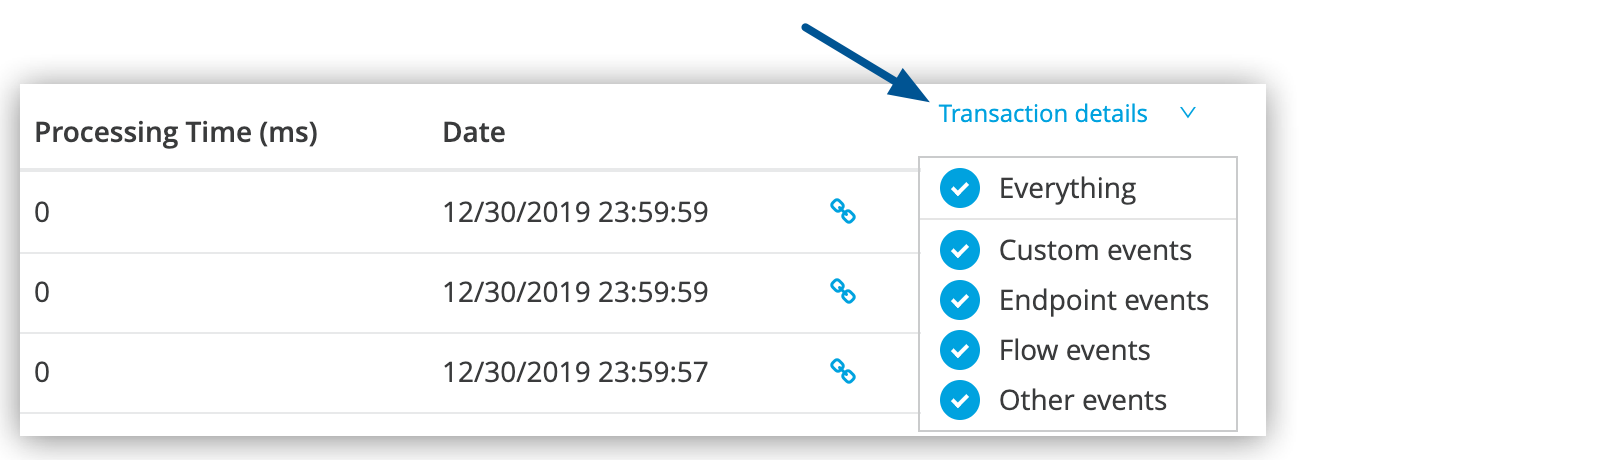 Transaction details
Processing Time (ms) Date
Everything
0 12/30/2019 23:59:59
Custom events
0 12/30/2019 23:59:59
Endpoint events
Flow events
0 12/30/2019 23:59:57
Other events